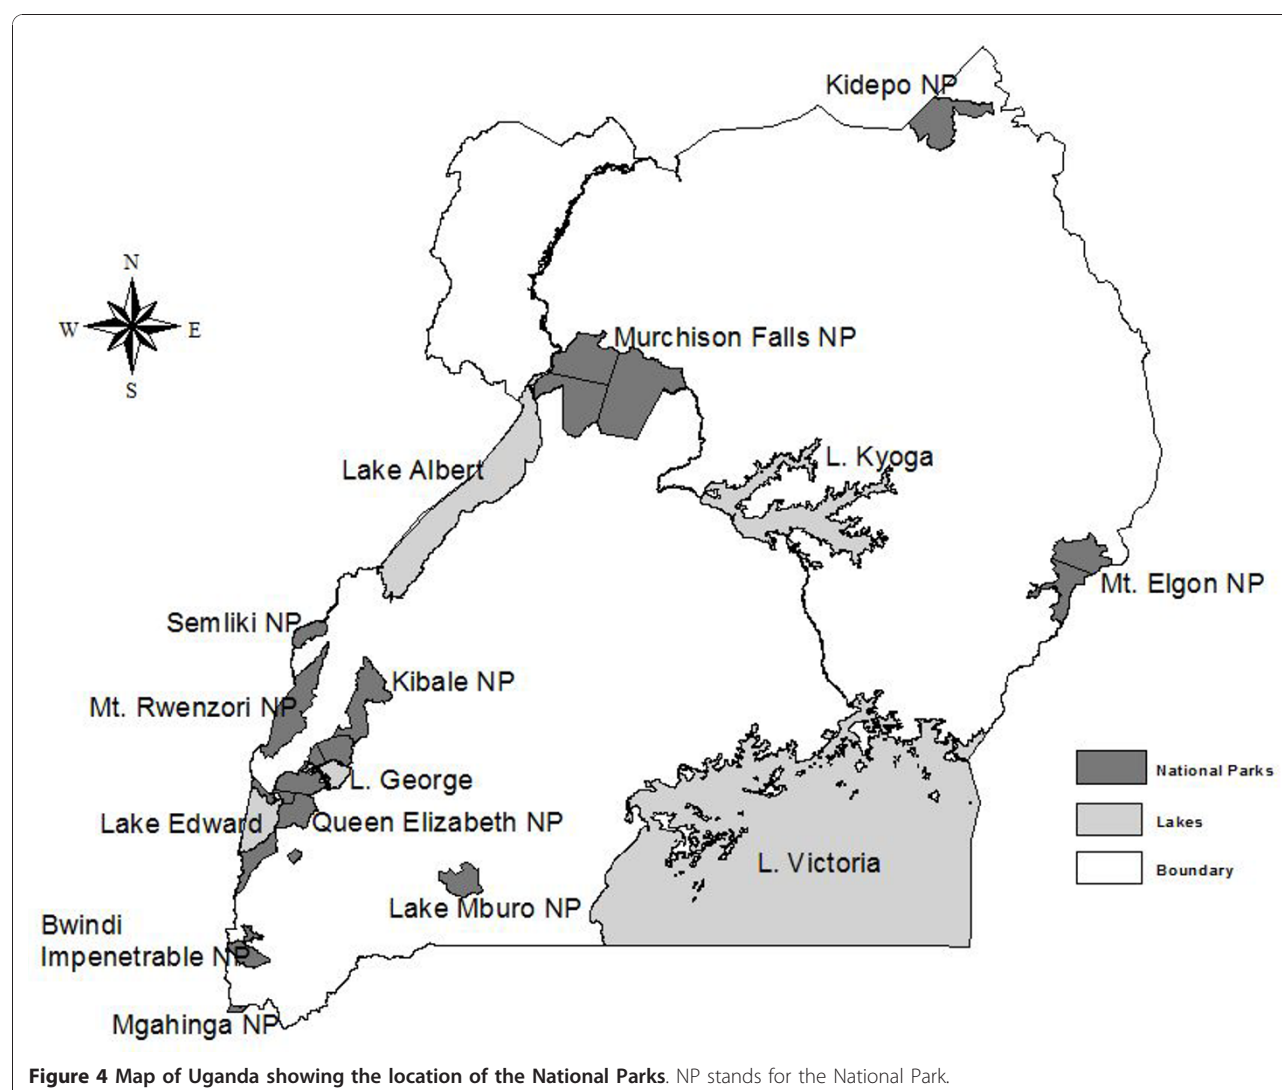 Kidepo NP
N
W E
S
Murchison Falls NP
L. Kyoga
Lake Albert
Mt. Elgon NP
Semliki NP
Kibale NP
Mt. Rwenzori NP
National Parks
L. George
Lake Edward
Queen Elizabeth NP
Lakes
L. Victoria
Boundary
Lake Mburo NP
Bwindi
Impenetrable NP
Mgahinga NP
Figure 4 Map of Uganda showing the location of the National Parks. NP stands for the National Park.